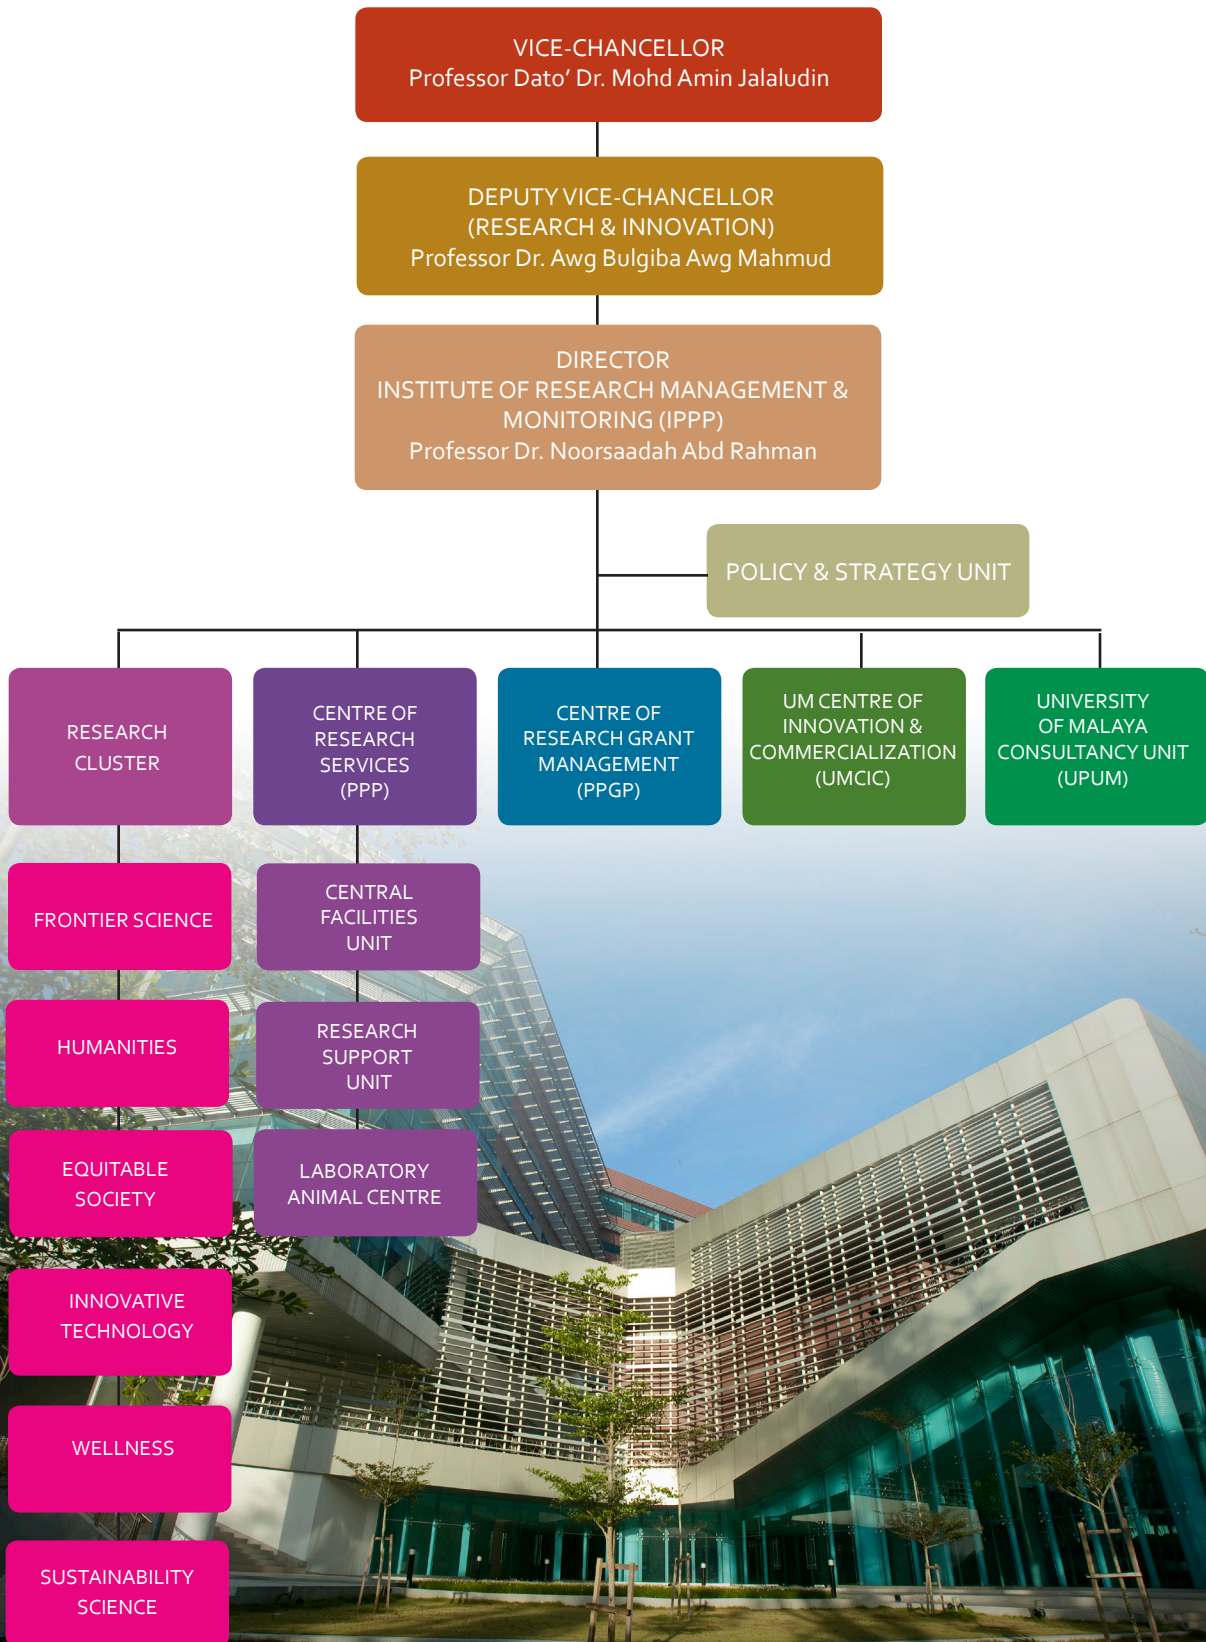 VICE-CHANCELLOR
Professor Dato’ Dr. Mohd Amin Jalaludin
DEPUTY VICE-CHANCELLOR
(RESEARCH & INNOVATION)
Professor Dr. Awg Bulgiba Awg Mahmud
DIRECTOR
INSTITUTE OF RESEARCH MANAGEMENT &
MONITORING (IPPP)
Professor Dr. Noorsaadah Abd Rahman
POLICY & STRATEGY UNIT
RESEARCH
CLUSTER
CENTRE OF
RESEARCH
SERVICES
(PPP)
CENTRE OF
RESEARCH GRANT
MANAGEMENT
(PPGP)
UM CENTRE OF
INNOVATION &
COMMERCIALIZATION
(UMCIC)
UNIVERSITY
OF MALAYA
CONSULTANCY UNIT
(UPUM)
FRONTIER SCIENCE
HUMANITIES
EQUITABLE
SOCIETY
INNOVATIVE
TECHNOLOGY
WELLNESS
SUSTAINABILITY
SCIENCE
CENTRAL
FACILITIES
UNIT
RESEARCH
SUPPORT
UNIT
LABORATORY
ANIMAL CENTRE